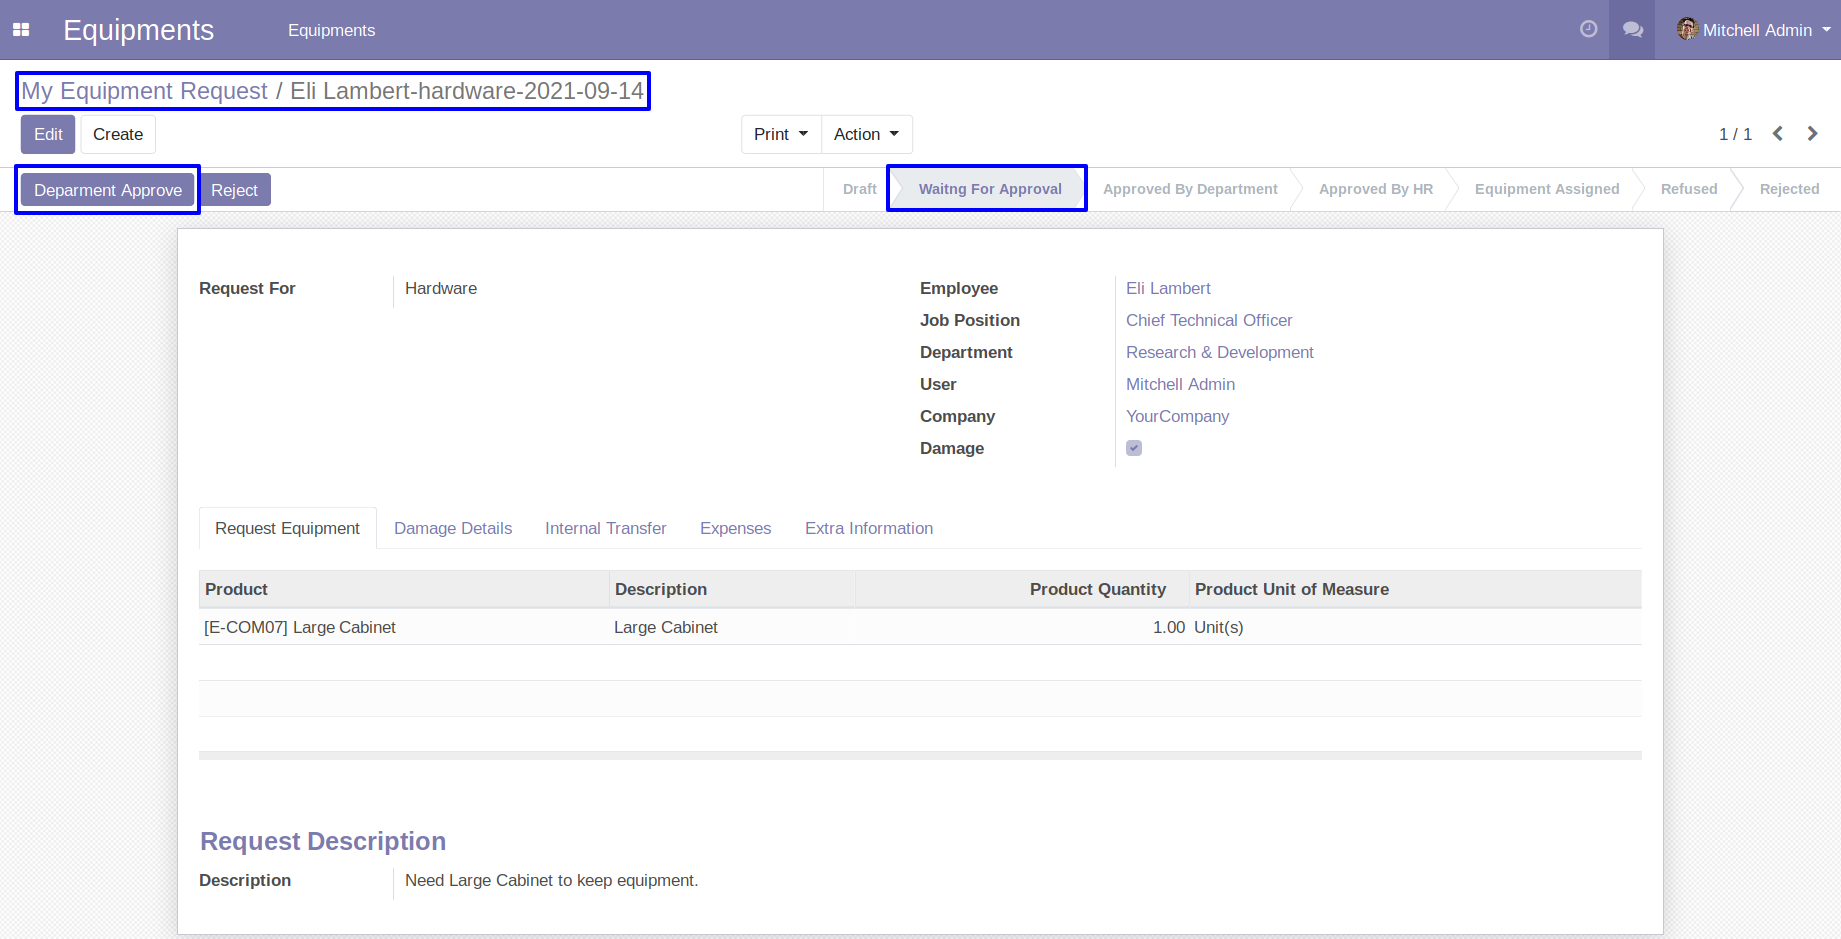 Equipments Equipments Mitchell Admin
My Equipment Request / Eli Lambert-hardware-2021-09-14
Edit Create Print Action 1 / 1
Deparment Approve Reject Draft Waitng For Approval Approved By Department Approved By HR Equipment Assigned Refused Rejected
Request For Hardware
Employee Eli Lambert
Job Position Chief Technical Officer
Department Research & Development
User Mitchell Admin
Company YourCompany
Damage
Request Equipment Damage Details Internal Transfer Expenses Extra Information
Product Description Product Quantity Product Unit of Measure
[E-COM07] Large Cabinet Large Cabinet 1.00 Unit(s)
Request Description
Description Need Large Cabinet to keep equipment.